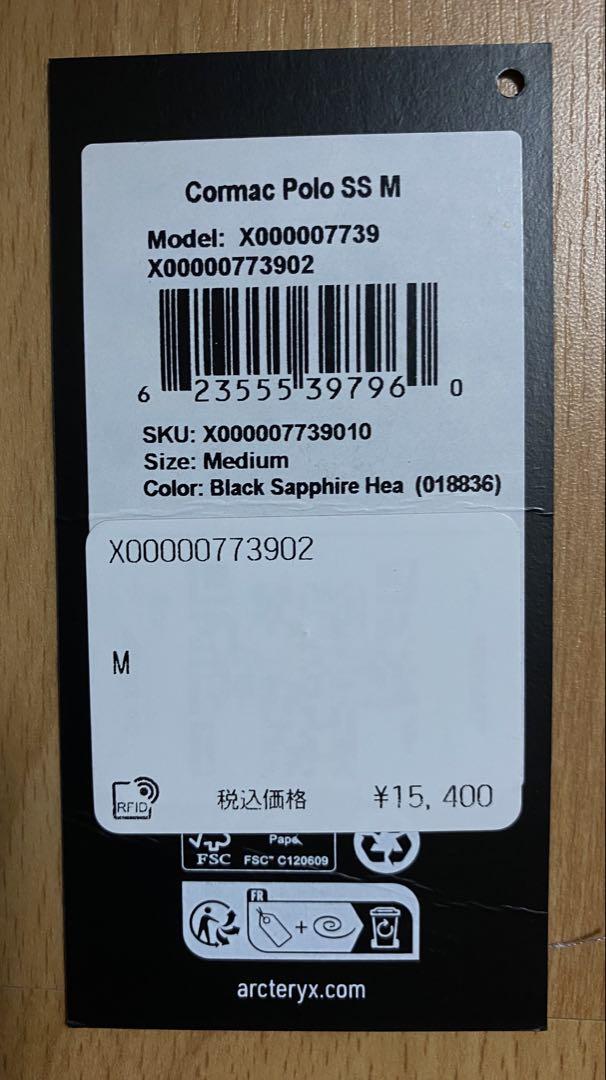 Cormac Polo SS M
Model: X000007739
X00000773902
6 23555 39796 0
SKU: X000007739010
Size: Medium
Color: Black Sapphire Hea (018836)
X00000773902
M
RFID
税込価格 ¥15,400
FSC FSC® C120609
FR
+
arcteryx.com